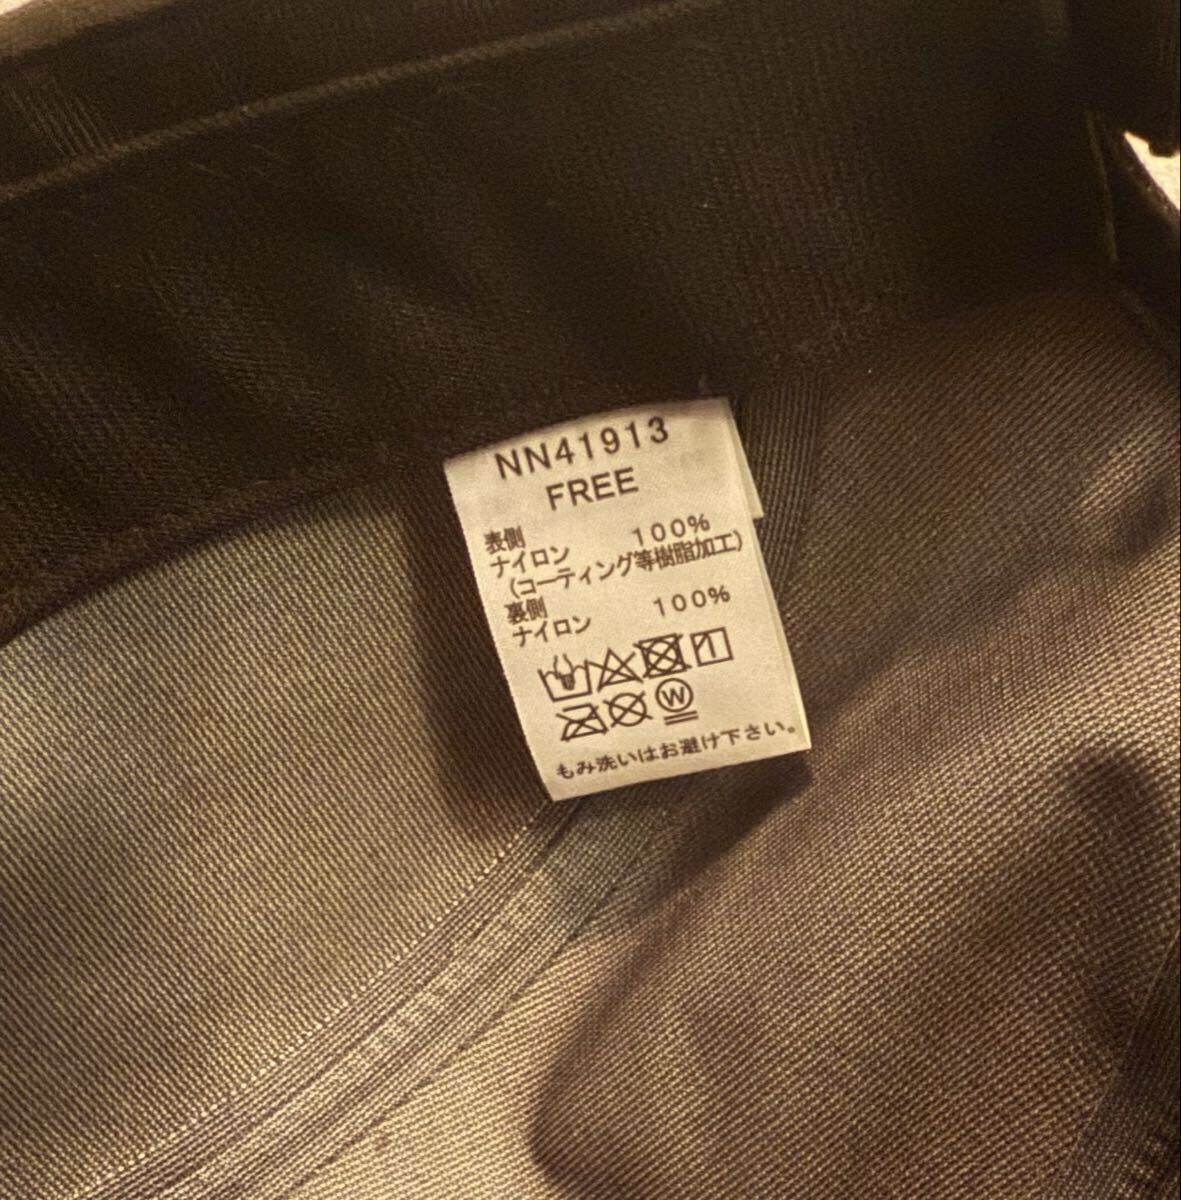 NN41913
FREE
表側
ナイロン 100%
(コーティング等樹脂加工)
裏側
ナイロン 100%
W
もみ洗いはお避け下さい。